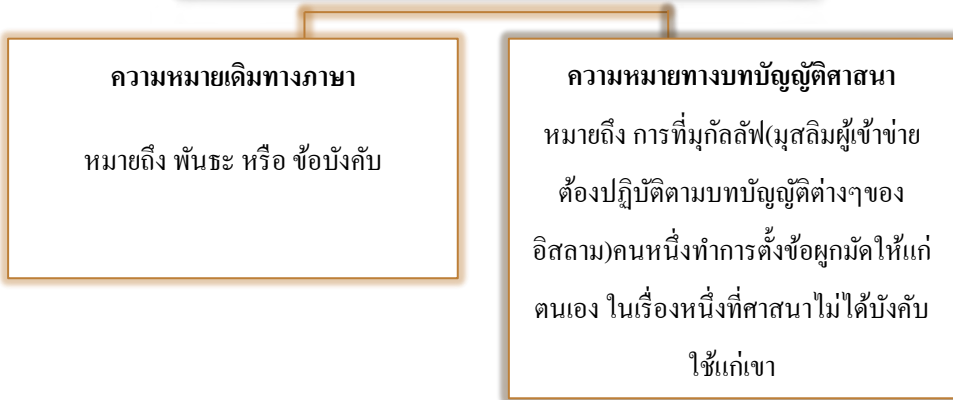 ความหมายเดิมทางภาษา
หมายถึง พันธะ หรือ ข้อบังคับ
ความหมายทางบทบัญญัติศาสนา
หมายถึง การที่มุกัลลัฟ(มุสลิมผู้เข้าข่าย
ต้องปฏิบัติตามบทบัญญัติต่างๆของ
อิสลาม)คนหนึ่งทำการตั้งข้อผูกมัดให้แก่
ตนเอง ในเรื่องหนึ่งที่ศาสนาไม่ได้บังคับ
ใช้แก่เขา